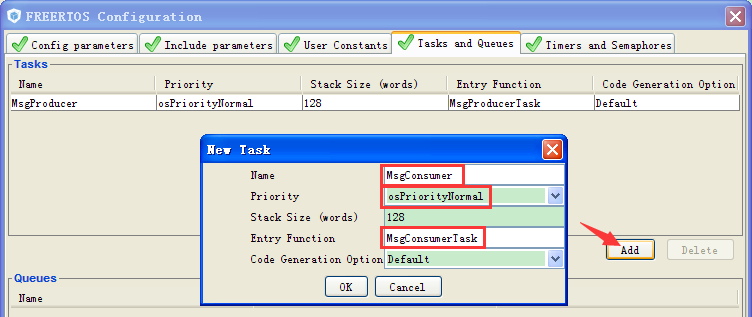 FREERTOS Configuration
Config parameters Include parameters User Constants Tasks and Queues Timers and Semaphores
Tasks
Name Priority Stack Size (words) Entry Function Code Generation Option
MsgProducer osPriorityNormal 128 MsgProducerTask Default
New Task
Name MsgConsumer
Priority osPriorityNormal
Stack Size (words) 128
Entry Function MsgConsumerTask
Code Generation Option Default
Add Delete
OK Cancel
Queues
Name